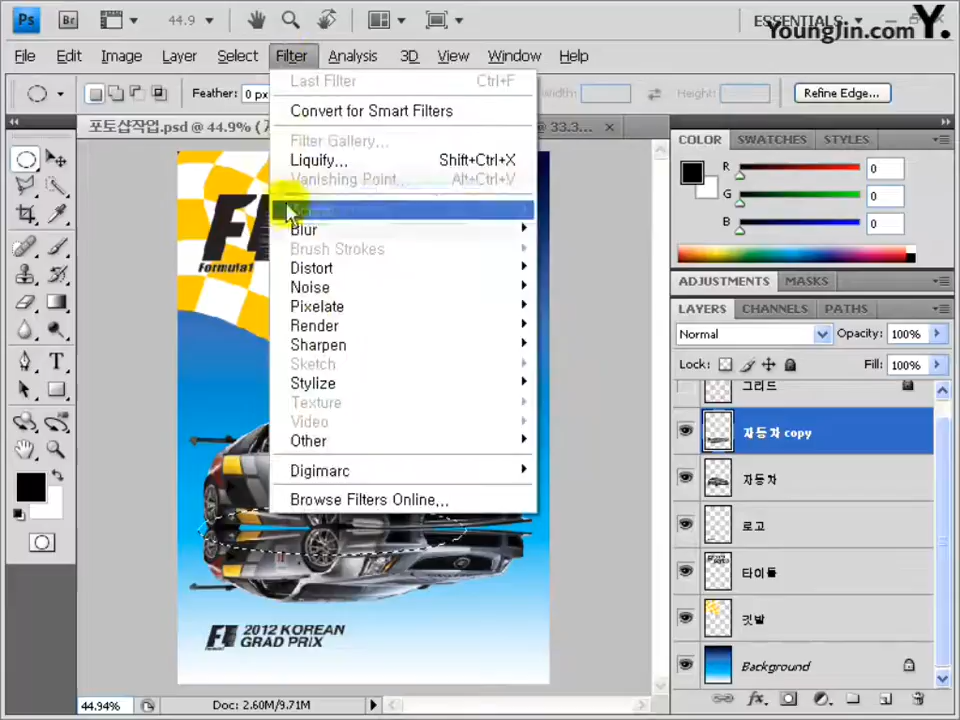 Ps Br 44.9 ESSENTIALS
YoungJin.com Y.
File Edit Image Layer Select Filter Analysis 3D View Window Help
Feather: 0 px Width: Height: Refine Edge...
포토샵작업.psd @ 44.9% @ 33.3...
Last Filter Ctrl+F
Convert for Smart Filters
Filter Gallery...
Liquify... Shift+Ctrl+X
Vanishing Point... Alt+Ctrl+V
Blur
Brush Strokes
Distort
Noise
Pixelate
Render
Sharpen
Sketch
Stylize
Texture
Video
Other
Digimarc
Browse Filters Online...
Formula1
F1 2012 KOREAN
GRAD PRIX
COLOR SWATCHES STYLES
R 0
G 0
B 0
ADJUSTMENTS MASKS
LAYERS CHANNELS PATHS
Normal Opacity: 100%
Lock: Fill: 100%
그리드
자동차 copy
자동차
로고
타이틀
깃발
Background
44.94% Doc: 2.60M/9.71M